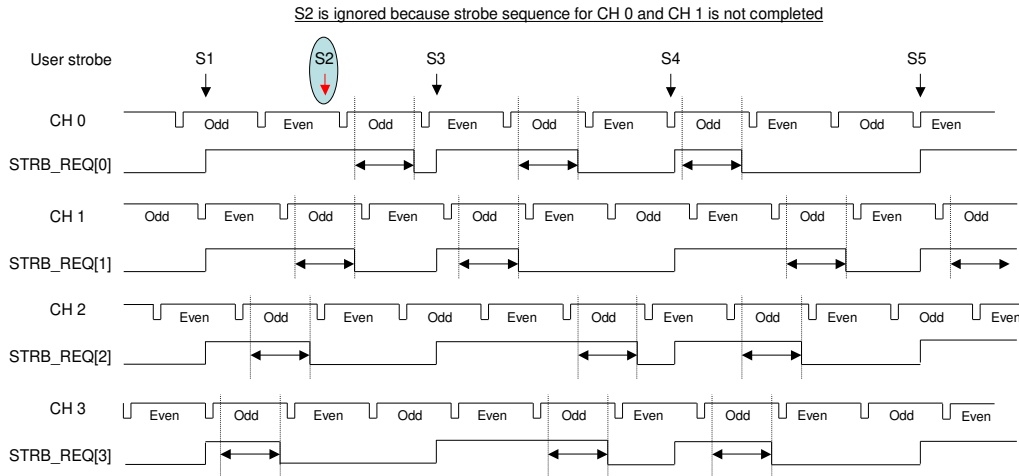 S2 is ignored because strobe sequence for CH 0 and CH 1 is not completed
User strobe S1 S2 S3 S4 S5
CH 0 Odd Even Odd Even Odd Even Odd Even Odd Even
STRB_REQ[0]
CH 1 Odd Even Odd Even Odd Even Odd Even Odd Even Odd
STRB_REQ[1]
CH 2 Even Odd Even Odd Even Odd Even Odd Even Odd Even
STRB_REQ[2]
CH 3 Even Odd Even Odd Even Odd Even Odd Even Odd Even
STRB_REQ[3]